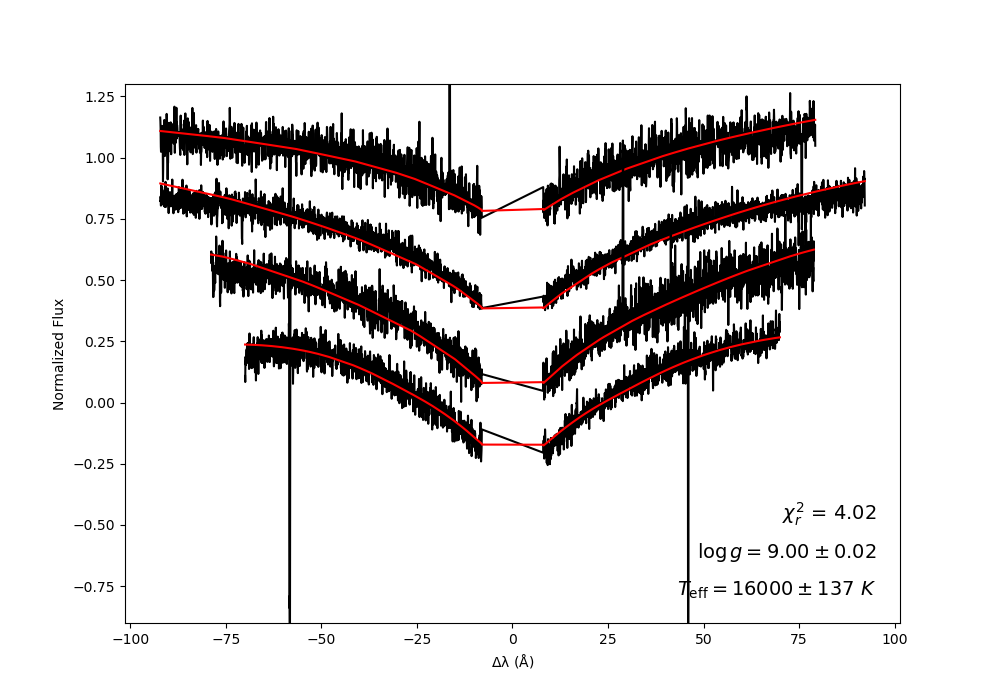 1.25
1.00
0.75
0.50
0.25
0.00
−0.25
−0.50
−0.75
Normalized Flux
χ²ᵣ = 4.02
log g = 9.00 ± 0.02
T_eff = 16000 ± 137 K
−100 −75 −50 −25 0 25 50 75 100
Δλ (Å)